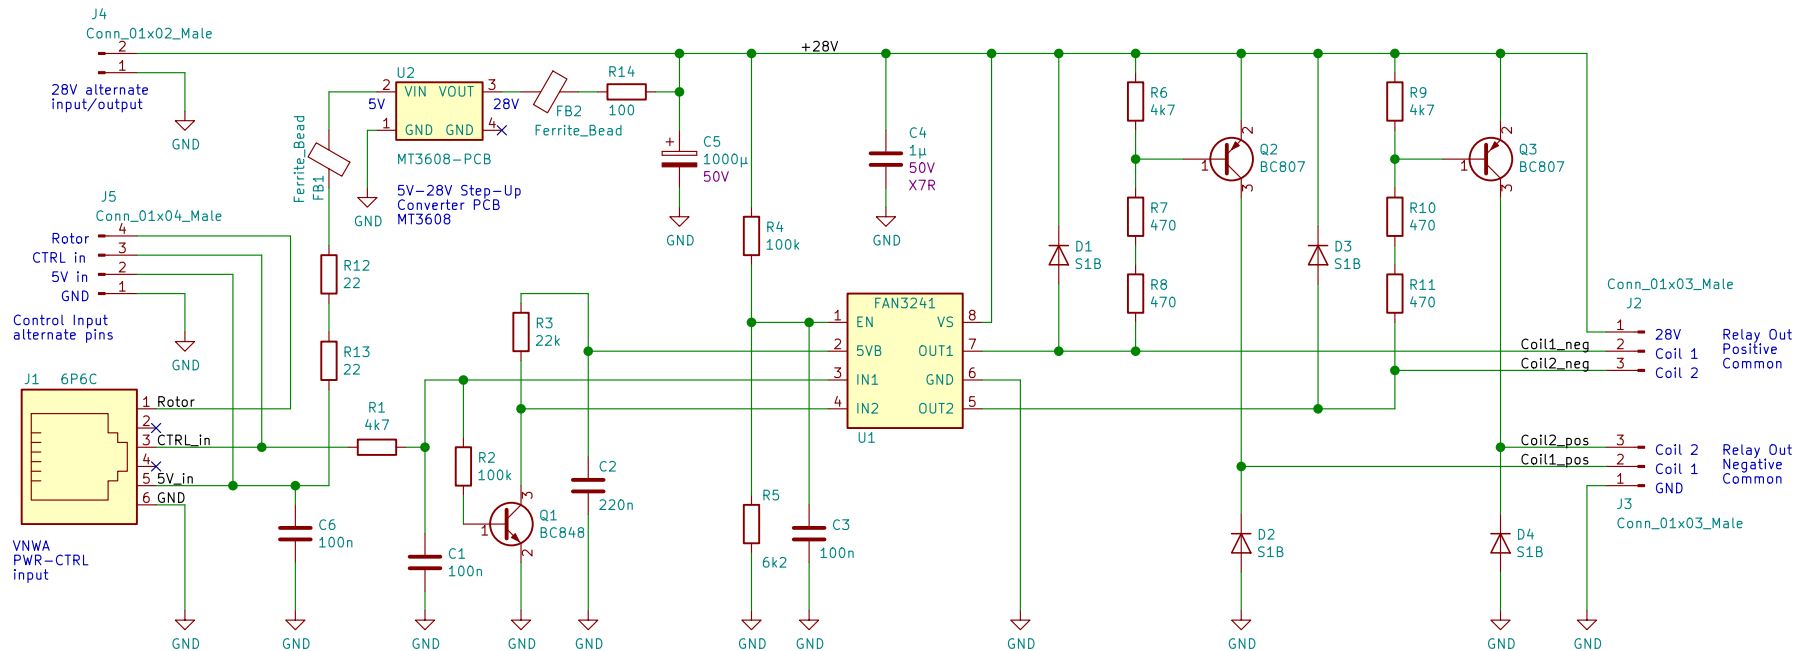 J4
Conn_01x02_Male
2
1
28V alternate
input/output
GND
+28V
U2
2 VIN VOUT 3
5V 28V
1 GND GND 4
MT3608-PCB
5V-28V Step-Up
Converter PCB
MT3608
GND
Ferrite_Bead
FB1
FB2
Ferrite_Bead
R14
100
+
C5
1000µ
50V
GND
C4
1µ
50V
X7R
GND
R4
100k
R6
4k7
R7
470
R8
470
D1
S1B
1
2
3
Q2
BC807
D3
S1B
R9
4k7
R10
470
R11
470
1
2
3
Q3
BC807
J5
Conn_01x04_Male
Rotor 4
CTRL in 3
5V in 2
GND 1
Control Input
alternate pins
GND
R12
22
R13
22
J1 6P6C
1 Rotor
2
3 CTRL_in
4
5 5V_in
6 GND
VNWA
PWR-CTRL
input
GND
C6
100n
GND
R1
4k7
R2
100k
C1
100n
GND
R3
22k
1
3
2
Q1
BC848
GND
C2
220n
GND
R5
6k2
GND
C3
100n
GND
FAN3241
1 EN VS 8
2 5VB OUT1 7
3 IN1 GND 6
4 IN2 OUT2 5
U1
GND
D2
S1B
GND
D4
S1B
GND
Conn_01x03_Male
J2
1 28V
Coil1_neg 2 Coil 1
Coil2_neg 3 Coil 2
Relay Out
Positive
Common
Coil2_pos 3 Coil 2
Coil1_pos 2 Coil 1
1 GND
Relay Out
Negative
Common
J3
Conn_01x03_Male
GND